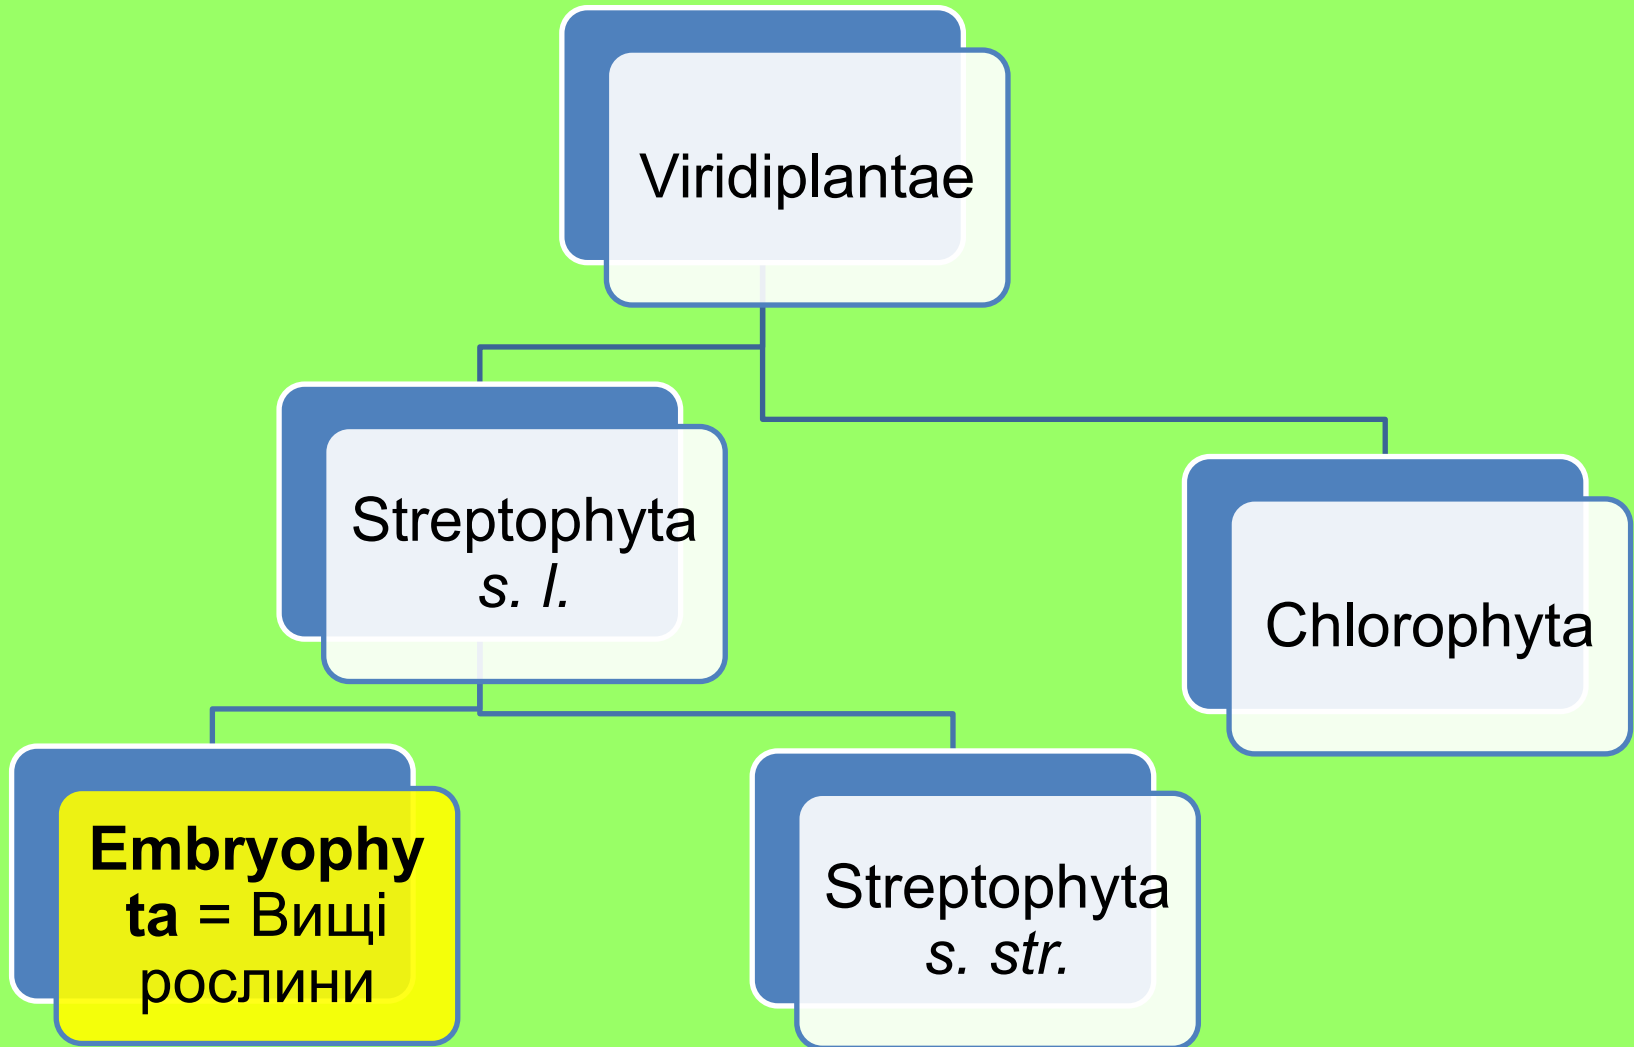 Viridiplantae
Streptophyta
s. l.
Chlorophyta
Embryophy
ta = Вищі
рослини
Streptophyta
s. str.